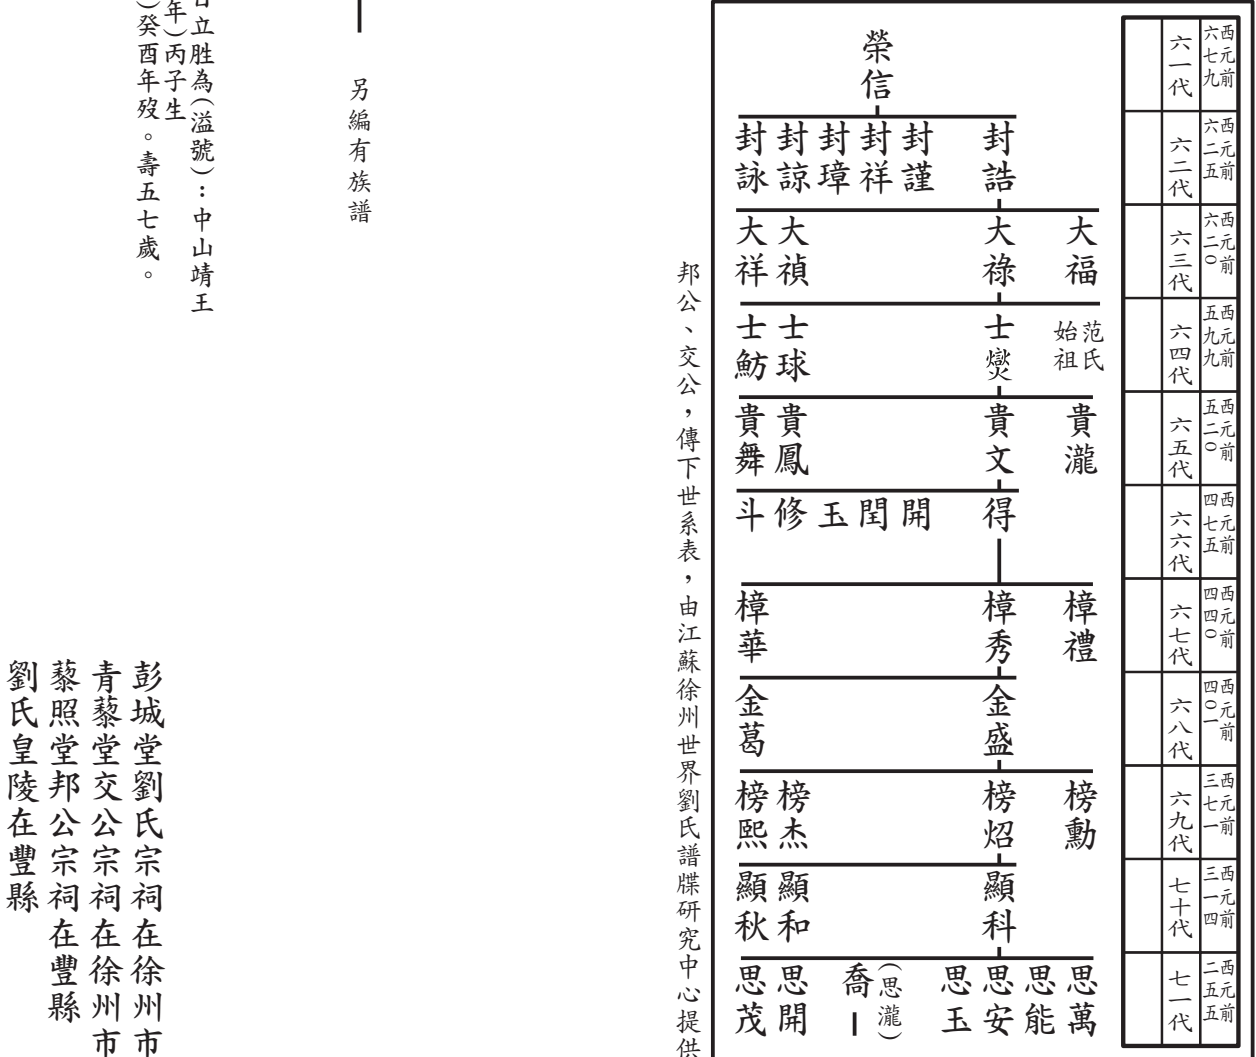 西元前六七九
六一代
榮信
西元前六二五
六二代
封誥
封謹
封祥
封璋
封諒
封詠
西元前六二〇
六三代
大福
大祿
大禎
大祥
西元前五九九
六四代
范氏始祖
士燮
士球
士魴
西元前五二〇
六五代
貴瀧
貴文
貴鳳
貴舞
西元前四七五
六六代
得
開
閏
玉
修
斗
西元前四四〇
六七代
樟禮
樟秀
樟華
西元前四〇一
六八代
金盛
金葛
西元前三七一
六九代
榜勳
榜炤
榜杰
榜熙
西元前三一四
七十代
顯科
顯和
顯秋
西元前二五五
七一代
思萬
思能
思安
思玉
喬(思瀧)
思開
思茂
邦公、交公，傳下世系表，由江蘇徐州世界劉氏譜牒研究中心提供
另編有族譜
立胜為(溢號)：中山靖王
年)丙子生
)癸酉年歿。壽五七歲。
彭城堂劉氏宗祠在徐州市
青藜堂交公宗祠在徐州市
藜照堂邦公宗祠在豐縣
劉氏皇陵在豐縣